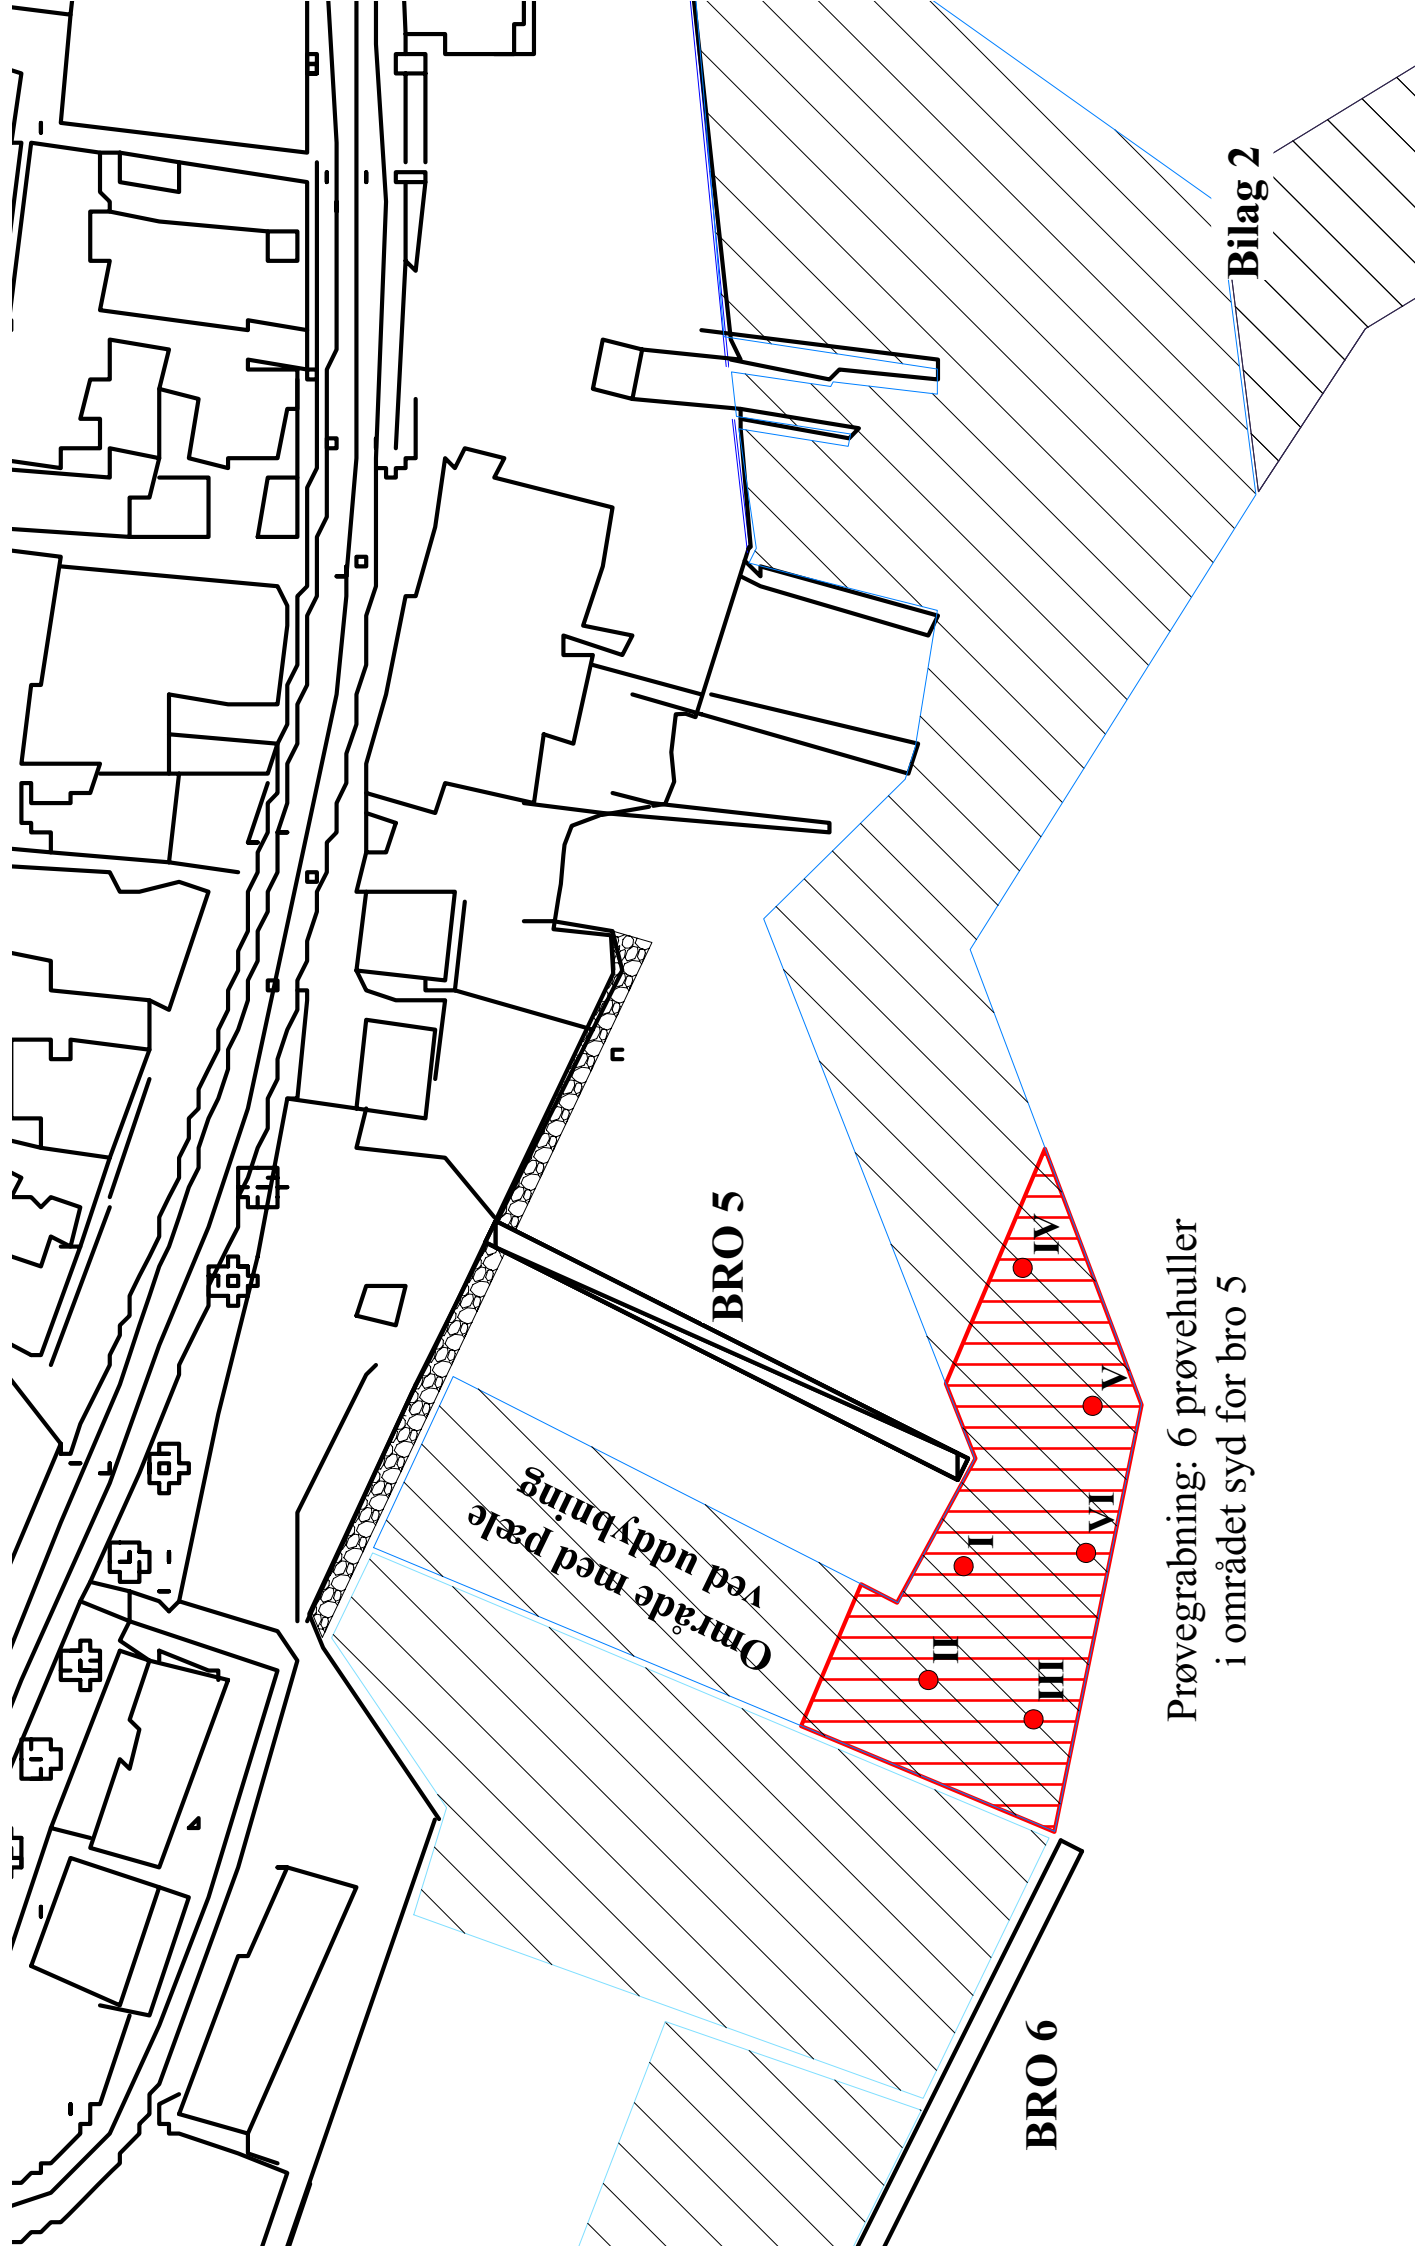 Bilag 2
BRO 5
Område med pæle
ved uddybning
IV
V
VI
I
II
III
Prøvegrabning: 6 prøvehuller
i området syd for bro 5
BRO 6